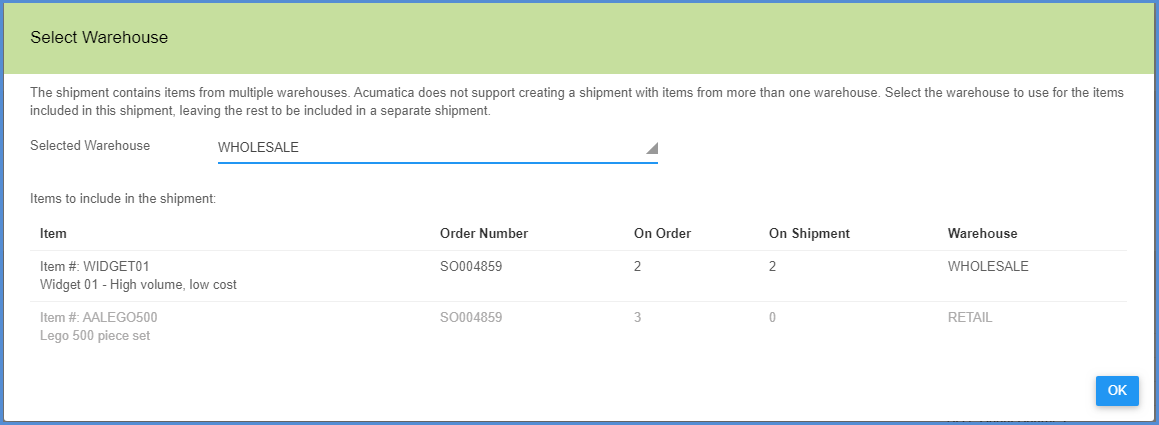 Select Warehouse
The shipment contains items from multiple warehouses. Acumatica does not support creating a shipment with items from more than one warehouse. Select the warehouse to use for the items
included in this shipment, leaving the rest to be included in a separate shipment.
Selected Warehouse WHOLESALE
Items to include in the shipment:
Item Order Number On Order On Shipment Warehouse
Item #: WIDGET01 SO004859 2 2 WHOLESALE
Widget 01 - High volume, low cost
Item #: AALEGO500 SO004859 3 0 RETAIL
Lego 500 piece set
OK